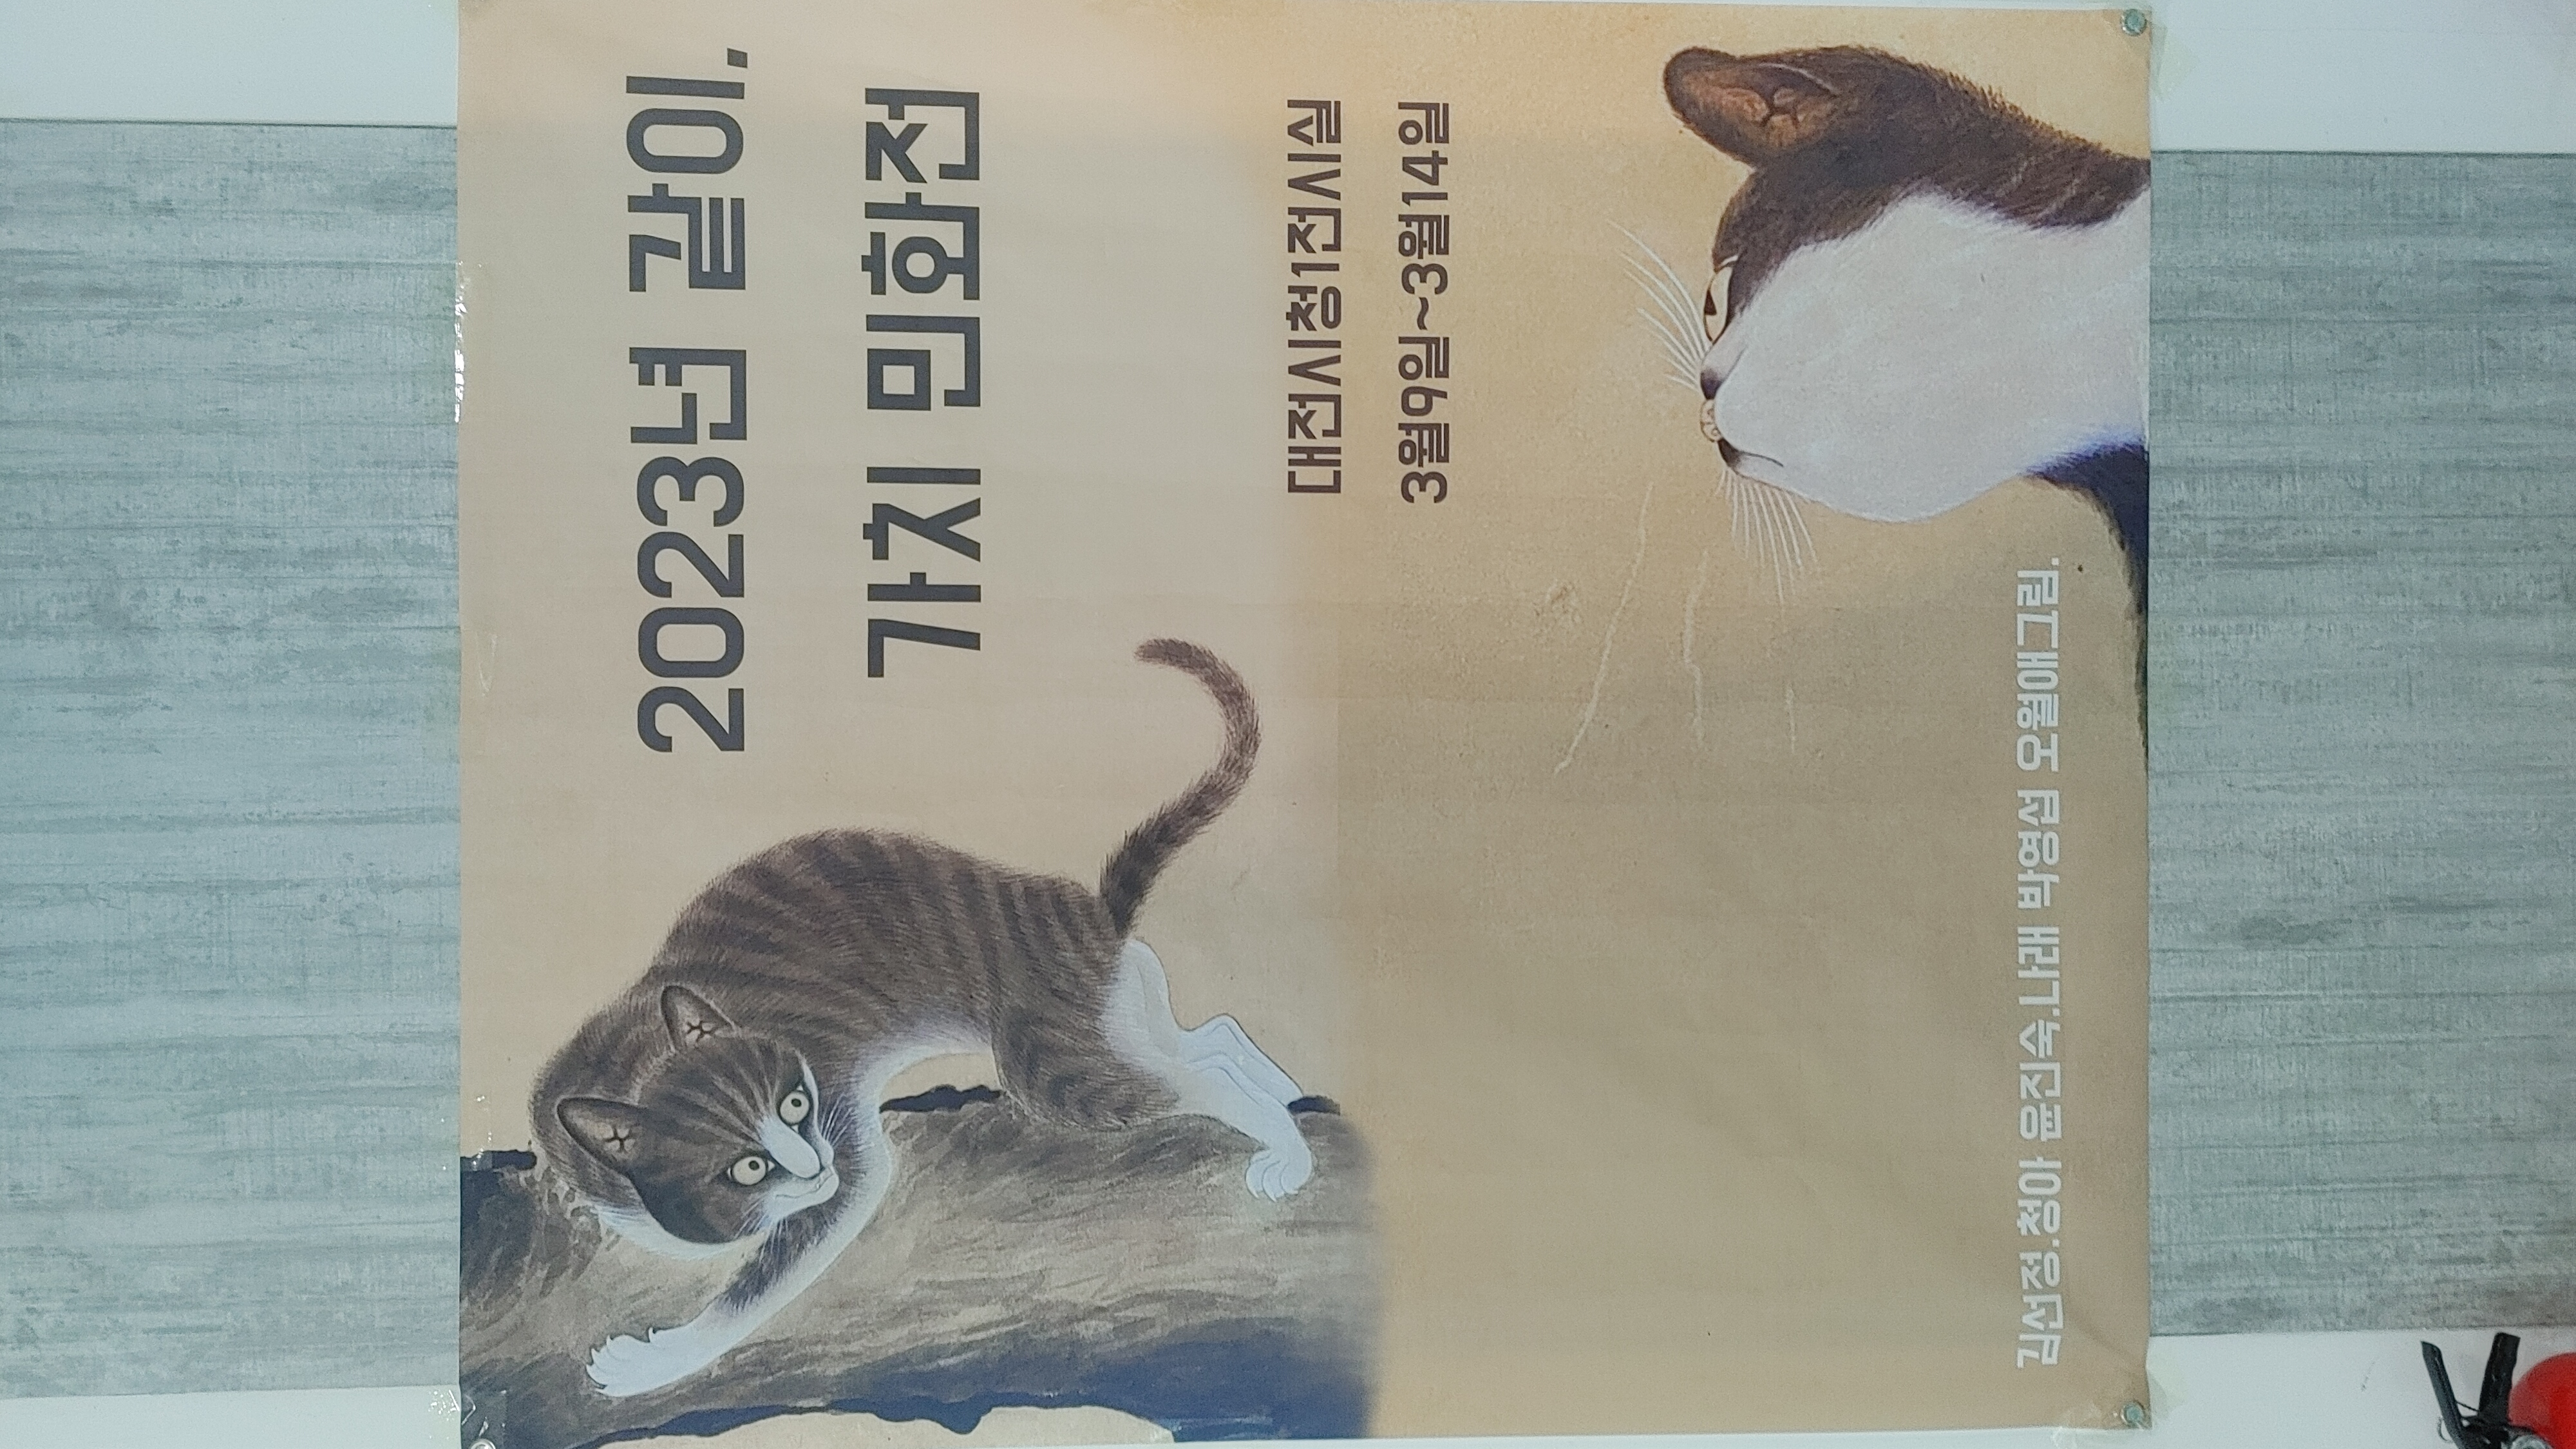 2023년 같이.
가치 민화전
대전시청1전시실
3월9일~3월14일
김선정.청아 윤진숙.나래 박영선 오월애그림.